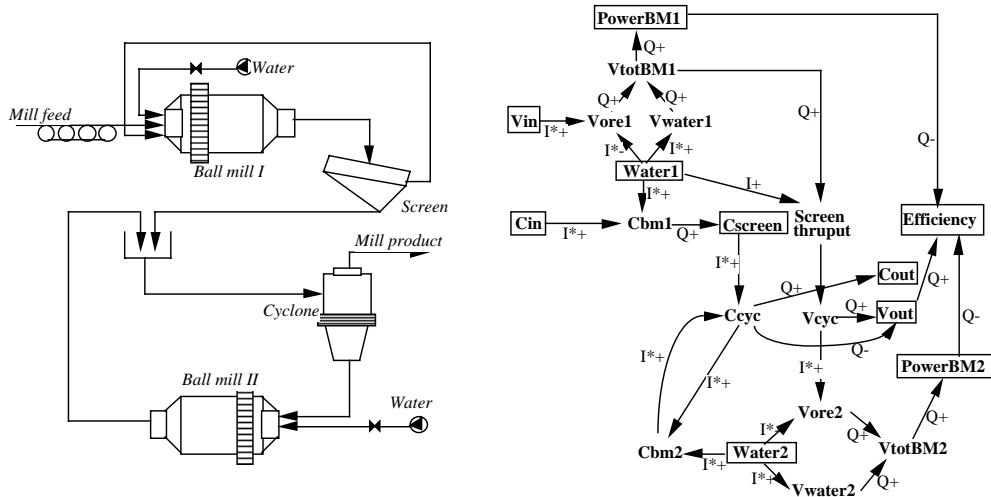 Water
Mill feed
Ball mill I
Screen
Mill product
Cyclone
Ball mill II
Water
PowerBM1
Q+
VtotBM1
Q+
Q+
Q+
Q-
Vin
I*+
Vore1
Vwater1
I*-
I*+
Water1
I*+
I+
Cin
I*+
Cbm1
Q+
Cscreen
Screen
thruput
Efficiency
I*+
Q+
Cout
Q+
Ccyc
Vcyc
Q+
Vout
Q-
Q-
I*+
I*+
I*+
PowerBM2
Vore2
Q+
Q+
I*-
VtotBM2
Cbm2
I*+
Water2
I*+
Vwater2
Q+